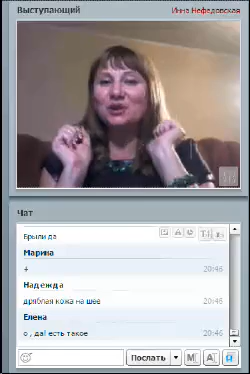 Выступающий
Инна Нефедовская
Чат
Брыли да
Марина
+ 20:46
Надежда
дряблая кожа на шее 20:46
Елена
о , да! есть такое 20:46
Послать